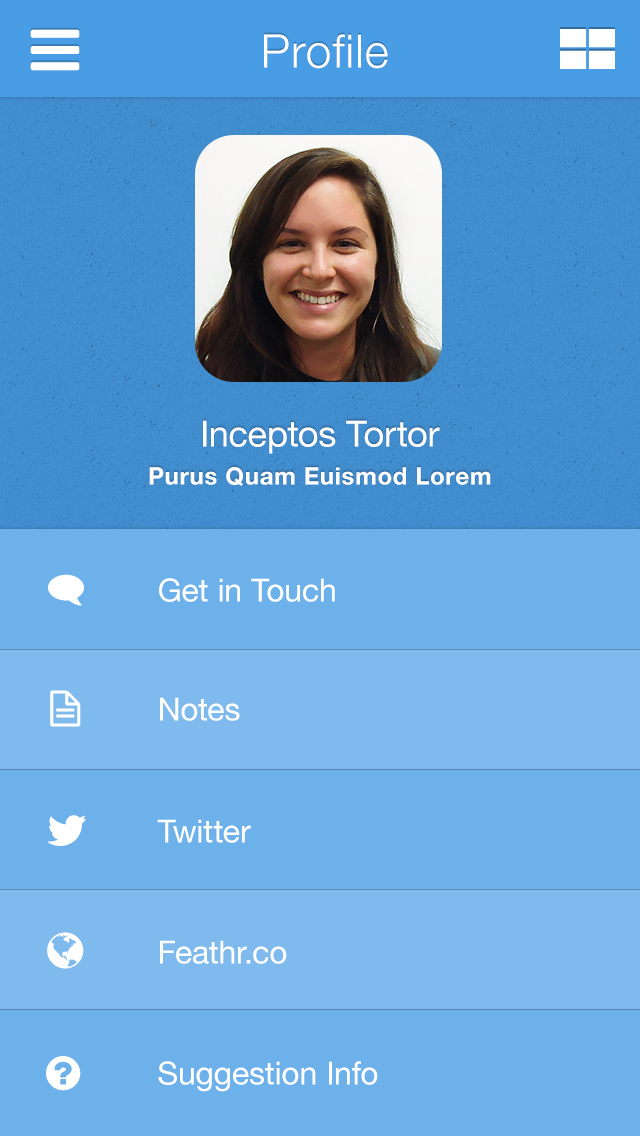 Profile
Inceptos Tortor
Purus Quam Euismod Lorem
Get in Touch
Notes
Twitter
Feathr.co
Suggestion Info